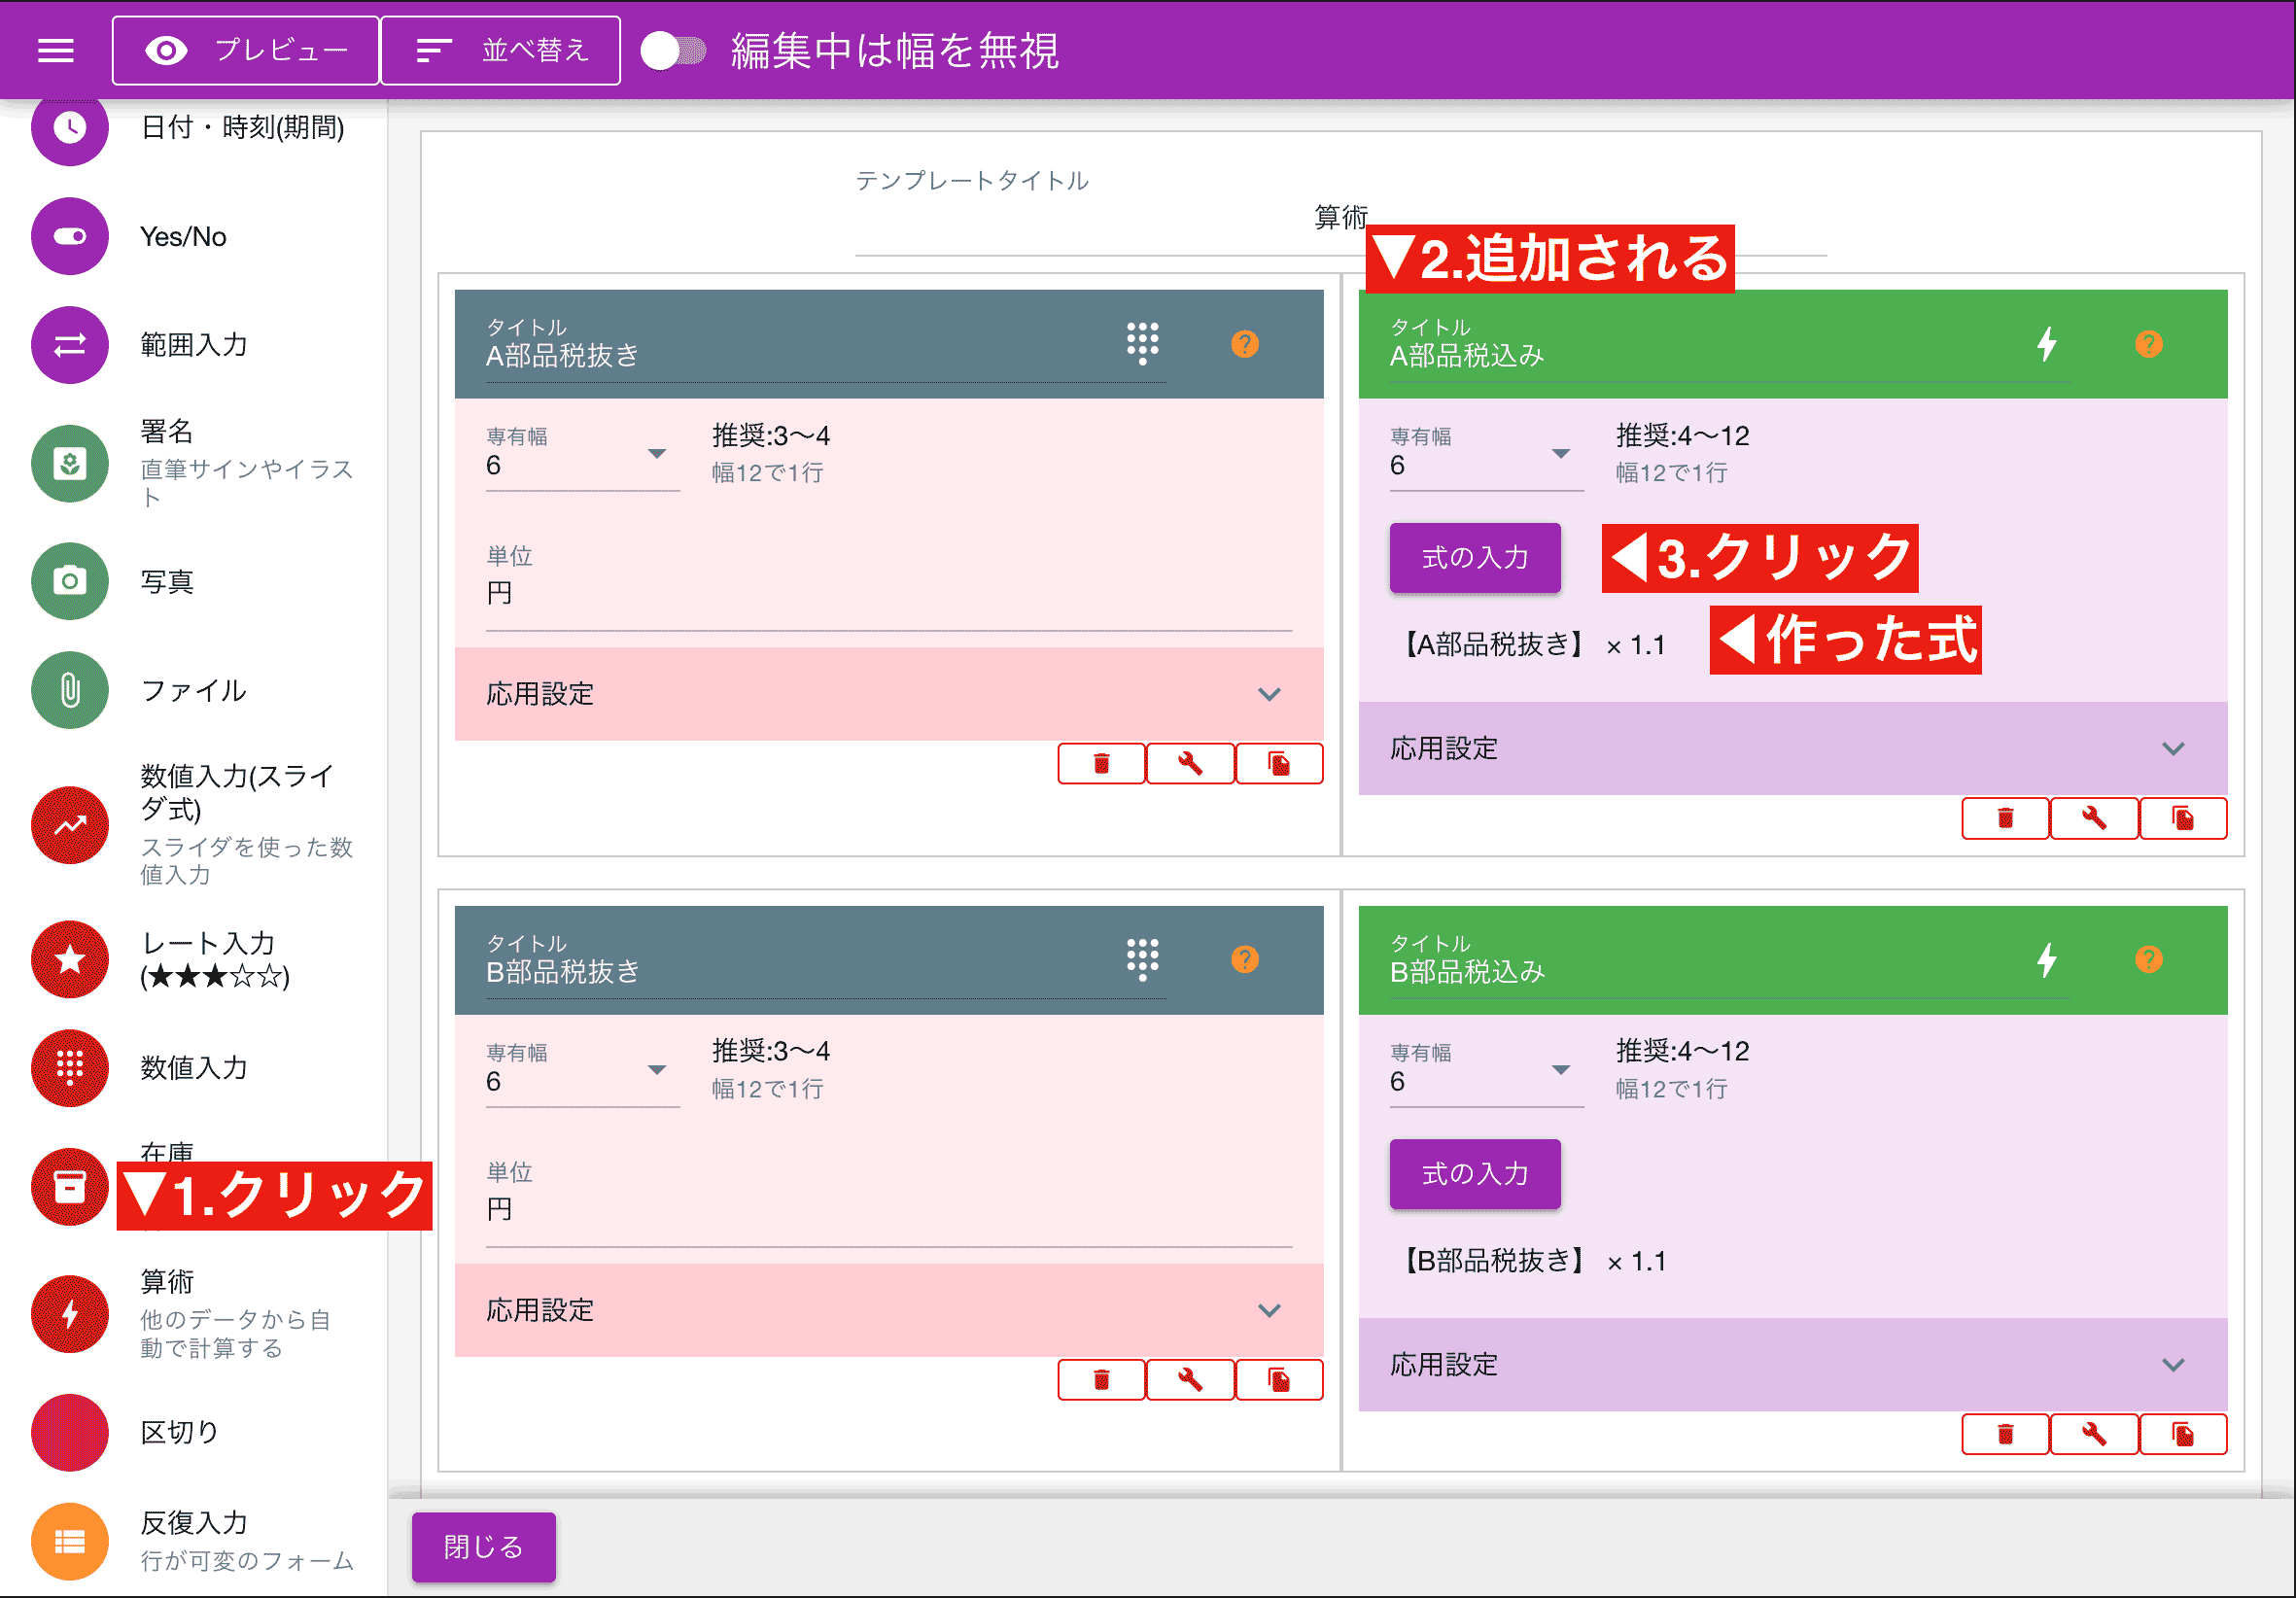 プレビュー
並べ替え
編集中は幅を無視
日付・時刻(期間)
Yes/No
範囲入力
署名
直筆サインやイラス
ト
写真
ファイル
数値入力(スライ
ダ式)
スライダを使った数
値入力
レート入力
(★★★☆☆)
数値入力
在庫
▼1.クリック
算術
他のデータから自
動で計算する
区切り
反復入力
行が可変のフォーム
テンプレートタイトル
算術
▼2.追加される
タイトル
A部品税抜き
専有幅
6
推奨:3〜4
幅12で1行
単位
円
応用設定
タイトル
A部品税込み
専有幅
6
推奨:4〜12
幅12で1行
式の入力
◀3.クリック
【A部品税抜き】 × 1.1
◀作った式
応用設定
タイトル
B部品税抜き
専有幅
6
推奨:3〜4
幅12で1行
単位
円
応用設定
タイトル
B部品税込み
専有幅
6
推奨:4〜12
幅12で1行
式の入力
【B部品税抜き】 × 1.1
応用設定
閉じる